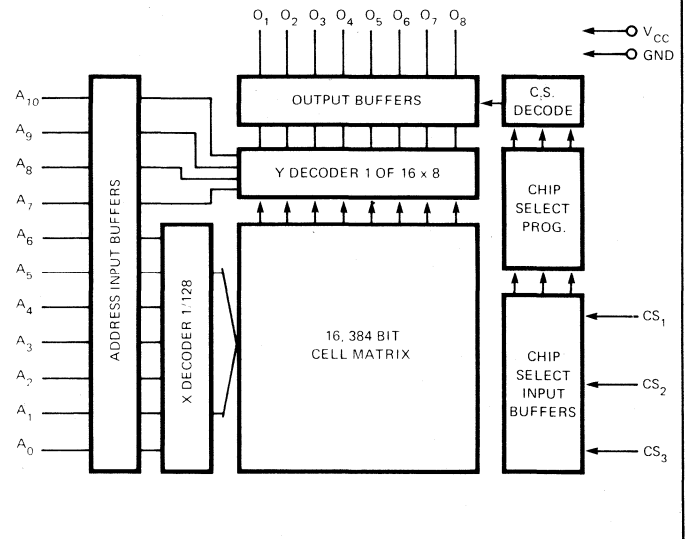 O1 O2 O3 O4 O5 O6 O7 O8
VCC
GND
OUTPUT BUFFERS
C.S.
DECODE
A10
A9
A8
A7
A6
A5
A4
A3
A2
A1
A0
ADDRESS INPUT BUFFERS
Y DECODER 1 OF 16 x 8
CHIP
SELECT
PROG.
X DECODER 1/128
16, 384 BIT
CELL MATRIX
CHIP
SELECT
INPUT
BUFFERS
CS1
CS2
CS3